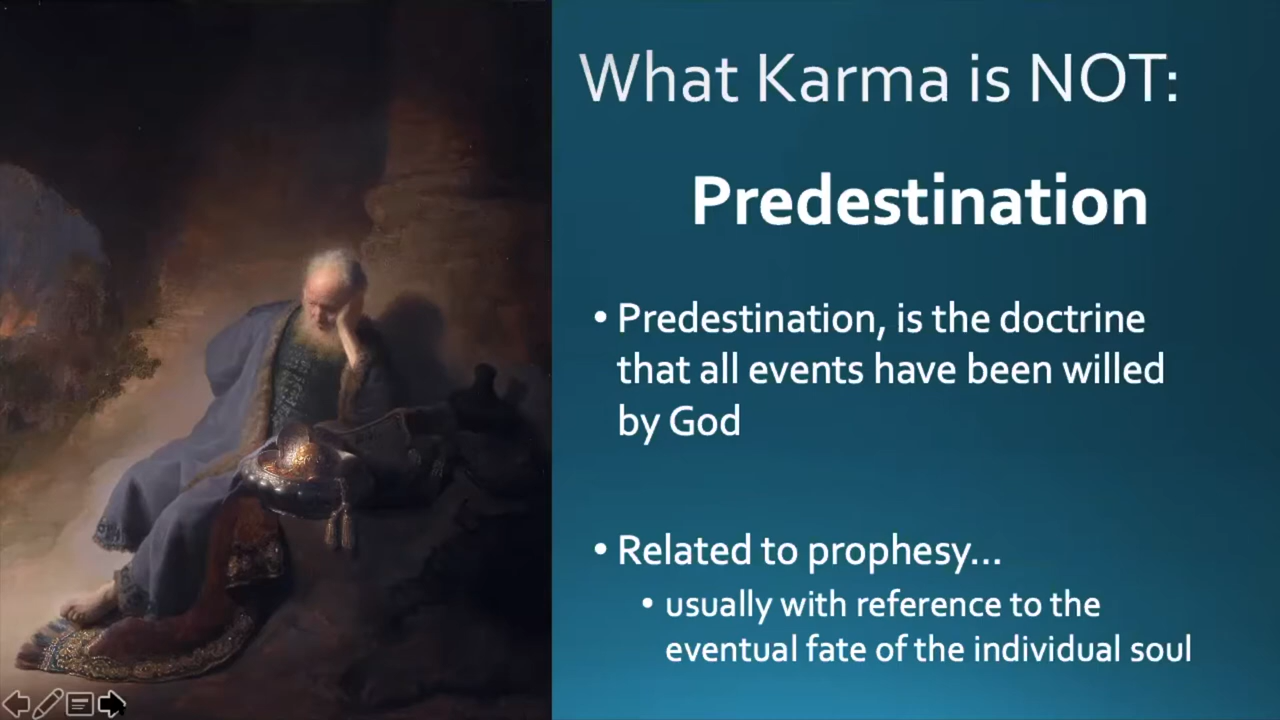 What Karma is NOT:
Predestination
• Predestination, is the doctrine
that all events have been willed
by God
• Related to prophesy...
• usually with reference to the
eventual fate of the individual soul